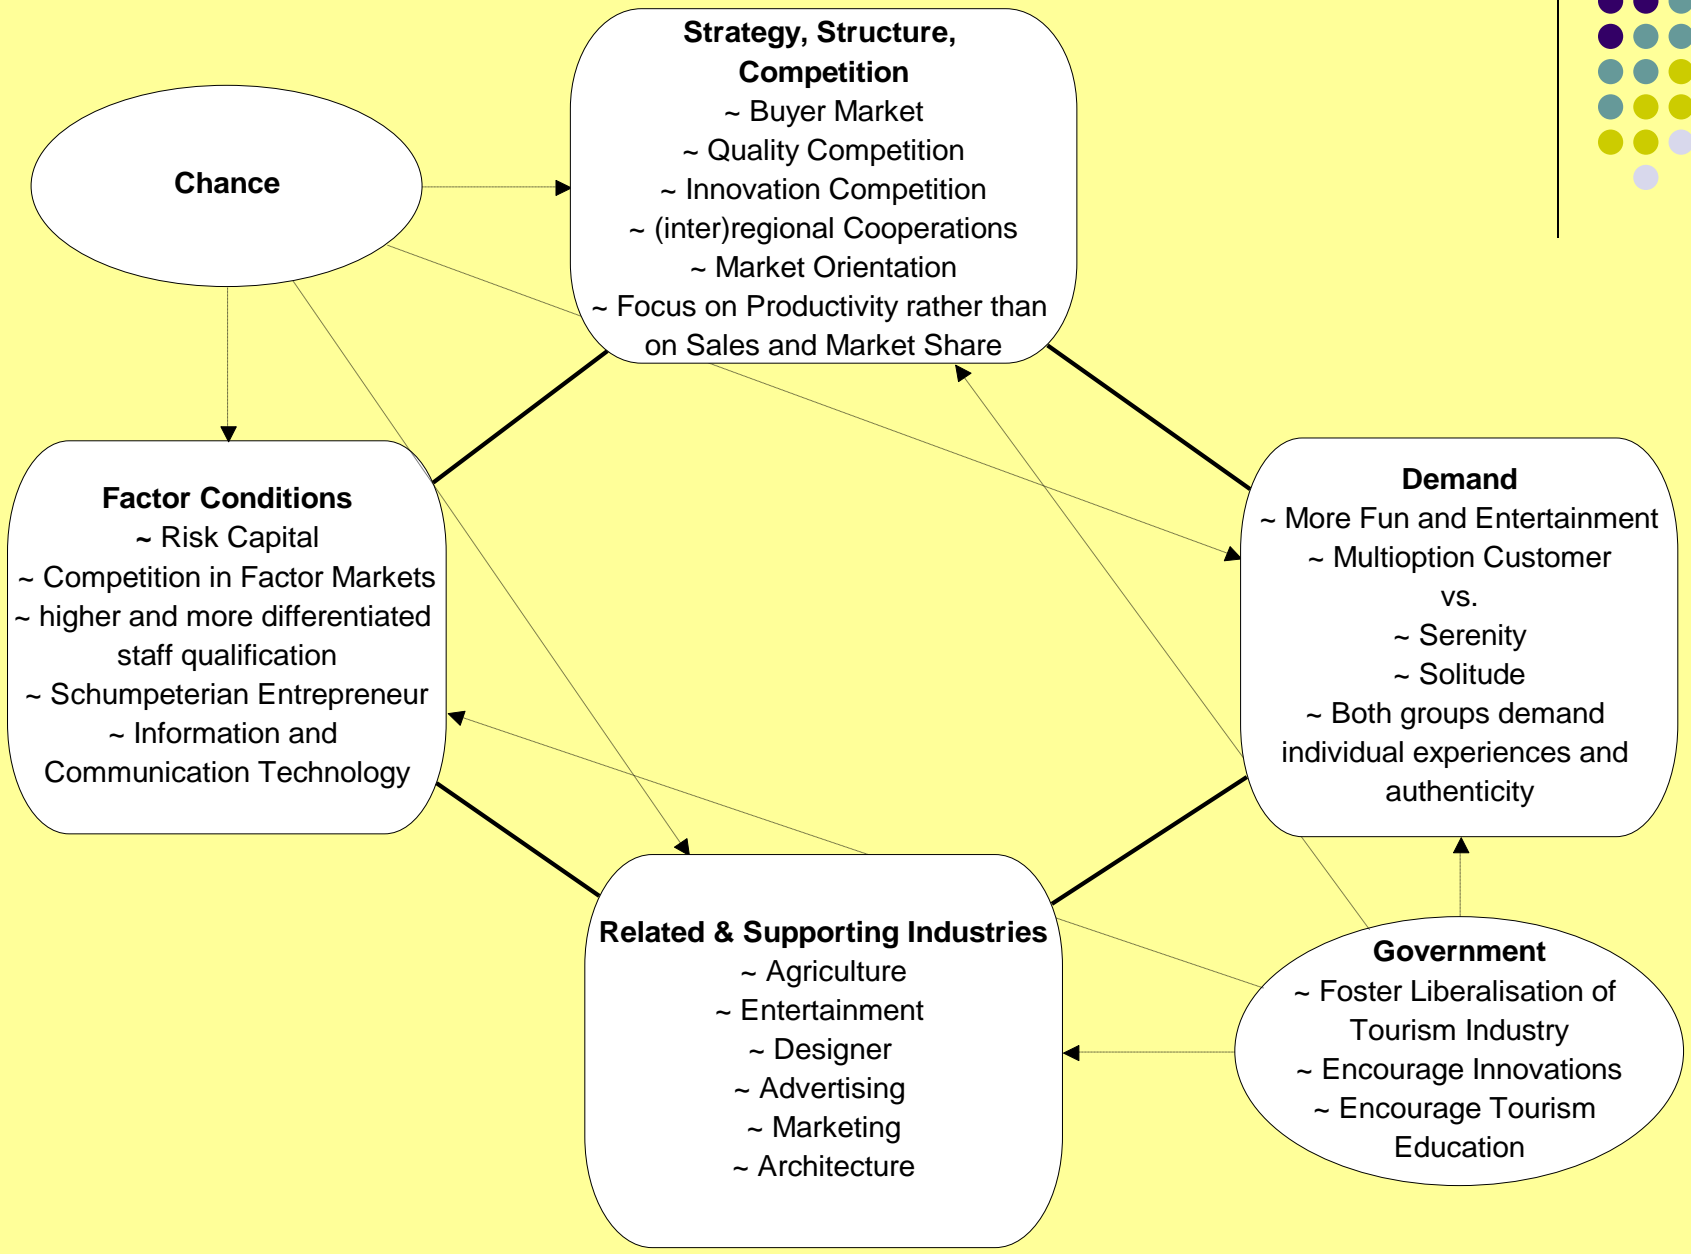 Strategy, Structure,
Competition
~ Buyer Market
~ Quality Competition
~ Innovation Competition
~ (inter)regional Cooperations
~ Market Orientation
~ Focus on Productivity rather than
on Sales and Market Share
Chance
Factor Conditions
~ Risk Capital
~ Competition in Factor Markets
~ higher and more differentiated
staff qualification
~ Schumpeterian Entrepreneur
~ Information and
Communication Technology
Demand
~ More Fun and Entertainment
~ Multioption Customer
vs.
~ Serenity
~ Solitude
~ Both groups demand
individual experiences and
authenticity
Related & Supporting Industries
~ Agriculture
~ Entertainment
~ Designer
~ Advertising
~ Marketing
~ Architecture
Government
~ Foster Liberalisation of
Tourism Industry
~ Encourage Innovations
~ Encourage Tourism
Education